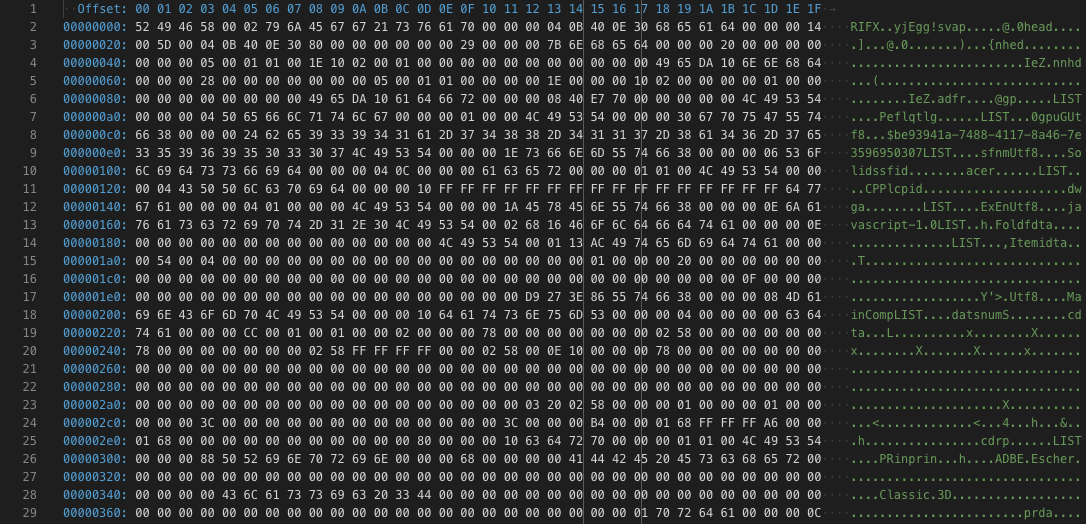 1 Offset: 00 01 02 03 04 05 06 07 08 09 0A 0B 0C 0D 0E 0F 10 11 12 13 14 15 16 17 18 19 1A 1B 1C 1D 1E 1F
2 00000000: 52 49 46 58 00 02 79 6A 45 67 67 21 73 76 61 70 00 00 00 04 0B 40 0E 30 68 65 61 64 00 00 00 14 RIFX..yjEgg!svap.....@.0head....
3 00000020: 00 5D 00 04 0B 40 0E 30 80 00 00 00 00 00 00 29 00 00 00 7B 6E 68 65 64 00 00 00 20 00 00 00 00 .]...@.0.......)...{nhed........
4 00000040: 00 00 00 05 00 01 01 00 1E 10 02 00 01 00 00 00 00 00 00 00 00 00 00 00 49 65 DA 10 6E 6E 68 64 ........................IeZ.nnhd
5 00000060: 00 00 00 28 00 00 00 00 00 00 00 05 00 01 01 00 00 00 00 1E 00 00 00 10 02 00 00 00 00 01 00 00 ...(............................
6 00000080: 00 00 00 00 00 00 00 00 49 65 DA 10 61 64 66 72 00 00 00 08 40 E7 70 00 00 00 00 00 4C 49 53 54 ........IeZ.adfr....@gp.....LIST
7 000000a0: 00 00 00 04 50 65 66 6C 71 74 6C 67 00 00 00 01 00 00 4C 49 53 54 00 00 00 30 67 70 75 47 55 74 ....Peflqtlg......LIST...0gpuGUt
8 000000c0: 66 38 00 00 00 24 62 65 39 33 39 34 31 61 2D 37 34 38 38 2D 34 31 31 37 2D 38 61 34 36 2D 37 65 f8...$be93941a-7488-4117-8a46-7e
9 000000e0: 33 35 39 36 39 35 30 33 30 37 4C 49 53 54 00 00 00 1E 73 66 6E 6D 55 74 66 38 00 00 00 06 53 6F 3596950307LIST....sfnmUtf8....So
10 00000100: 6C 69 64 73 73 66 69 64 00 00 00 04 0C 00 00 00 61 63 65 72 00 00 00 01 01 00 4C 49 53 54 00 00 lidssfid........acer......LIST..
11 00000120: 00 04 43 50 50 6C 63 70 69 64 00 00 00 10 FF FF FF FF FF FF FF FF FF FF FF FF FF FF FF FF 64 77 ..CPPlcpid....................dw
12 00000140: 67 61 00 00 00 04 01 00 00 00 4C 49 53 54 00 00 00 1A 45 78 45 6E 55 74 66 38 00 00 00 0E 6A 61 ga........LIST....ExEnUtf8....ja
13 00000160: 76 61 73 63 72 69 70 74 2D 31 2E 30 4C 49 53 54 00 02 68 16 46 6F 6C 64 66 64 74 61 00 00 00 0E vascript-1.0LIST..h.Foldfdta....
14 00000180: 00 00 00 00 00 00 00 00 00 00 00 00 00 00 4C 49 53 54 00 01 13 AC 49 74 65 6D 69 64 74 61 00 00 ..............LIST...,Itemidta..
15 000001a0: 00 54 00 04 00 00 00 00 00 00 00 00 00 00 00 00 00 00 00 00 00 01 00 00 00 20 00 00 00 00 00 00 .T..............................
16 000001c0: 00 00 00 00 00 00 00 00 00 00 00 00 00 00 00 00 00 00 00 00 00 00 00 00 00 00 00 00 0F 00 00 00 ................................
17 000001e0: 00 00 00 00 00 00 00 00 00 00 00 00 00 00 00 00 00 00 D9 27 3E 86 55 74 66 38 00 00 00 08 4D 61 ..................Y'>.Utf8....Ma
18 00000200: 69 6E 43 6F 6D 70 4C 49 53 54 00 00 00 10 64 61 74 73 6E 75 6D 53 00 00 00 04 00 00 00 00 63 64 inCompLIST....datsnumS........cd
19 00000220: 74 61 00 00 00 CC 00 01 00 01 00 00 02 00 00 00 78 00 00 00 00 00 00 00 02 58 00 00 00 00 00 00 ta...L..........x........X......
20 00000240: 78 00 00 00 00 00 00 00 02 58 FF FF FF FF 00 00 02 58 00 0E 10 00 00 00 78 00 00 00 00 00 00 00 x........X.......X......x.......
21 00000260: 00 00 00 00 00 00 00 00 00 00 00 00 00 00 00 00 00 00 00 00 00 00 00 00 00 00 00 00 00 00 00 00 ................................
22 00000280: 00 00 00 00 00 00 00 00 00 00 00 00 00 00 00 00 00 00 00 00 00 00 00 00 00 00 00 00 00 00 00 00 ................................
23 000002a0: 00 00 00 00 00 00 00 00 00 00 00 00 00 00 00 00 00 00 03 20 02 58 00 00 00 01 00 00 00 01 00 00 .....................X..........
24 000002c0: 00 00 00 3C 00 00 00 00 00 00 00 00 00 00 00 00 00 3C 00 00 00 B4 00 00 01 68 FF FF FF A6 00 00 ...<.............<...4...h...&..
25 000002e0: 01 68 00 00 00 00 00 00 00 00 00 00 00 80 00 00 00 10 63 64 72 70 00 00 00 01 01 00 4C 49 53 54 .h................cdrp......LIST
26 00000300: 00 00 00 88 50 52 69 6E 70 72 69 6E 00 00 00 68 00 00 00 00 41 44 42 45 20 45 73 63 68 65 72 00 ....PRinprin...h....ADBE.Escher.
27 00000320: 00 00 00 00 00 00 00 00 00 00 00 00 00 00 00 00 00 00 00 00 00 00 00 00 00 00 00 00 00 00 00 00 ................................
28 00000340: 00 00 00 00 43 6C 61 73 73 69 63 20 33 44 00 00 00 00 00 00 00 00 00 00 00 00 00 00 00 00 00 00 ....Classic.3D..................
29 00000360: 00 00 00 00 00 00 00 00 00 00 00 00 00 00 00 00 00 00 00 00 00 00 00 01 70 72 64 61 00 00 00 0C ........................prda....